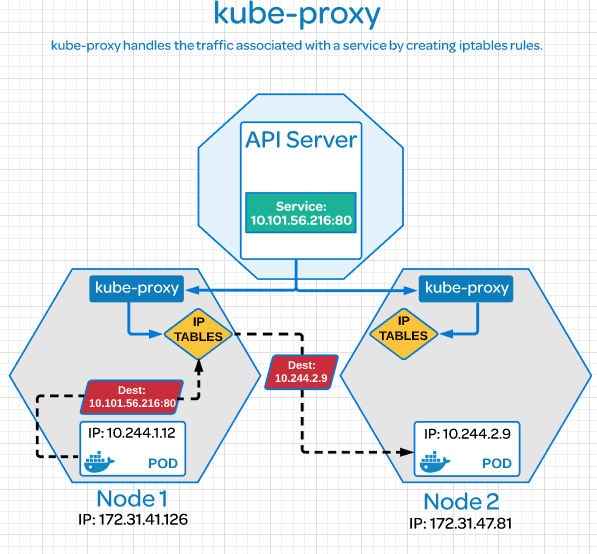 kube-proxy
kube-proxy handles the traffic associated with a service by creating iptables rules.
API Server
Service:
10.101.56.216:80
kube-proxy
kube-proxy
IP
TABLES
IP
TABLES
Dest:
10.244.2.9
Dest:
10.101.56.216:80
IP: 10.244.1.12
POD
IP: 10.244.2.9
POD
Node 1
IP: 172.31.41.126
Node 2
IP: 172.31.47.81